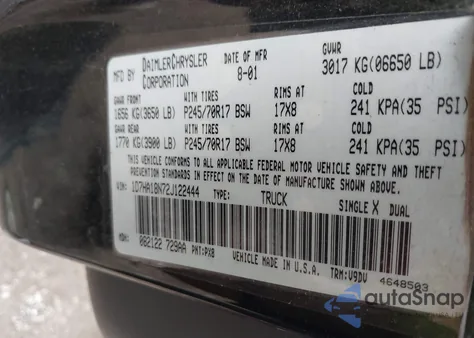 MFD BY DAIMLERCHRYSLER CORPORATION DATE OF MFR 8-01 GVWR 3017 KG(06650 LB)
GAWR FRONT WITH TIRES RIMS AT COLD
1656 KG(3650 LB) P245/70R17 BSW 17X8 241 KPA(35 PSI)
GAWR REAR WITH TIRES RIMS AT COLD
1770 KG(3900 LB) P245/70R17 BSW 17X8 241 KPA(35 PSI)
THIS VEHICLE CONFORMS TO ALL APPLICABLE FEDERAL MOTOR VEHICLE SAFETY AND THEFT
PREVENTION STANDARDS IN EFFECT ON THE DATE OF MANUFACTURE SHOWN ABOVE.
VIN: 1D7HA18N72J122444 TYPE: TRUCK SINGLE X DUAL
MDH: 082122 729AA PNT:PX8 VEHICLE MADE IN U.S.A. TRM:V9DV 4648503
autoSnap